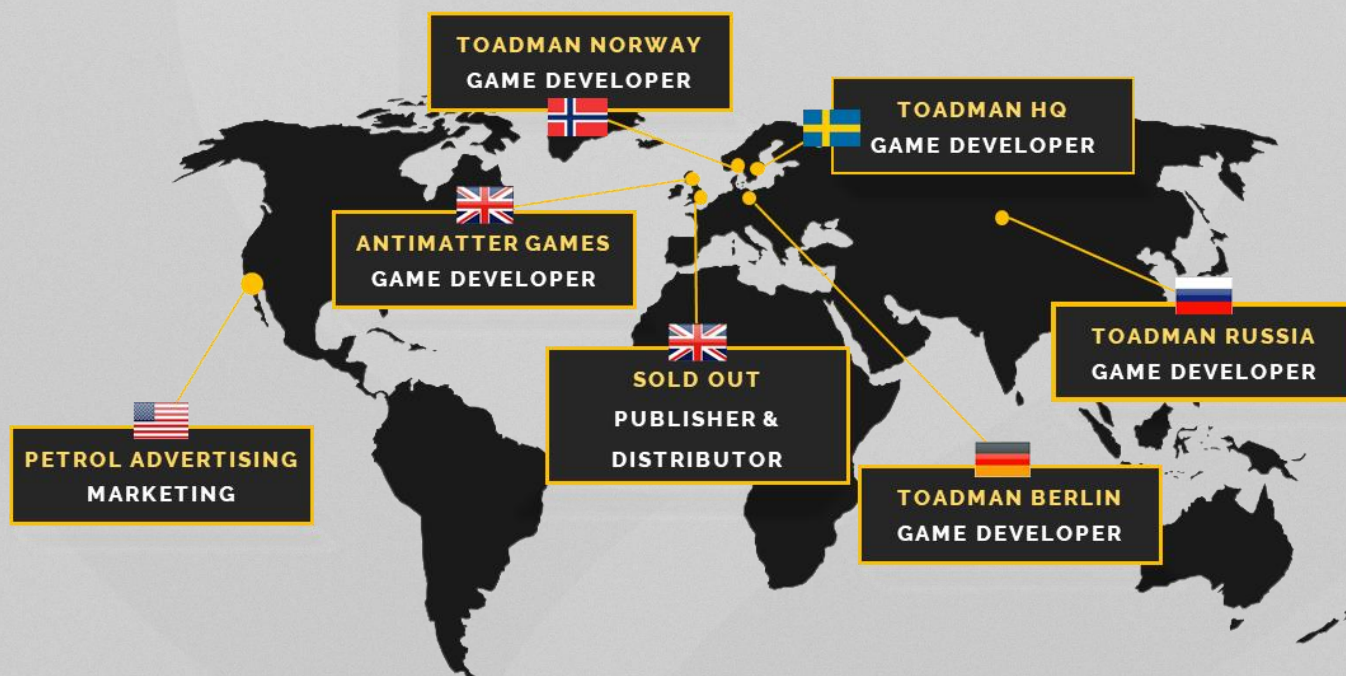 TOADMAN NORWAY
GAME DEVELOPER
TOADMAN HQ
GAME DEVELOPER
ANTIMATTER GAMES
GAME DEVELOPER
TOADMAN RUSSIA
GAME DEVELOPER
SOLD OUT
PUBLISHER &
DISTRIBUTOR
PETROL ADVERTISING
MARKETING
TOADMAN BERLIN
GAME DEVELOPER